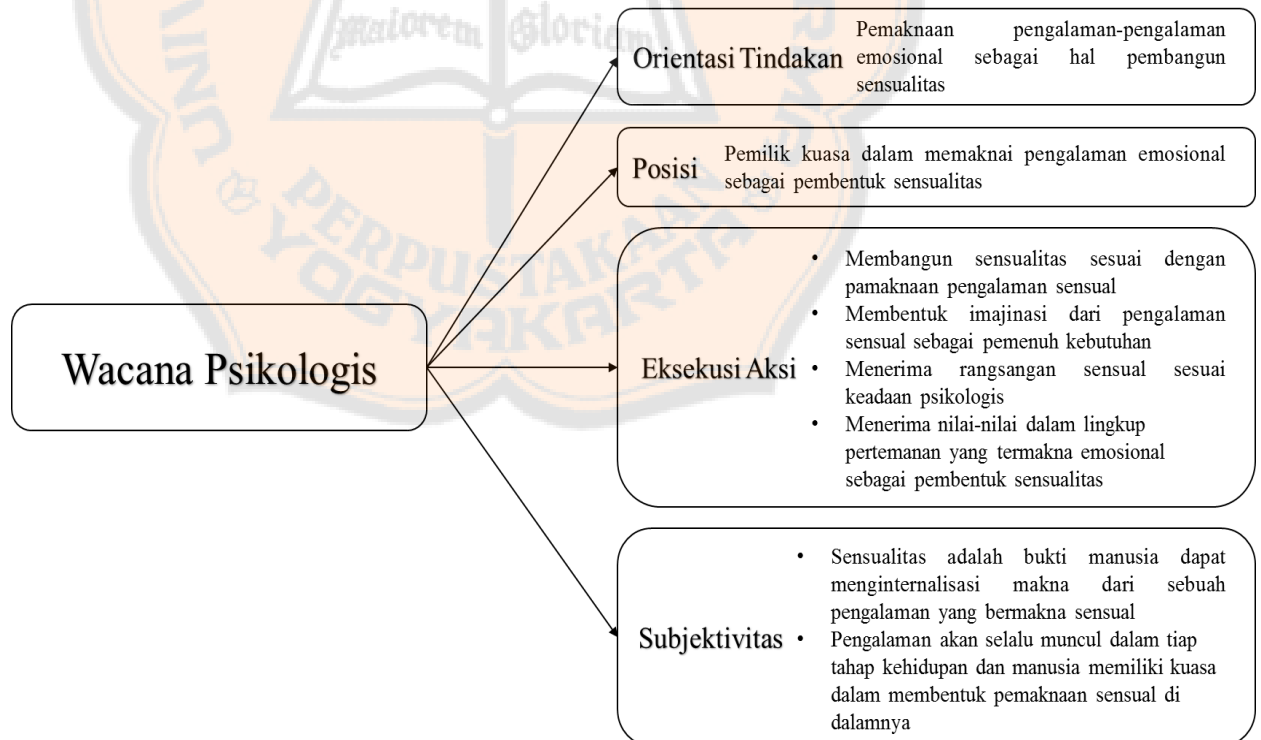 Maiorem Gloriam
PERPUSTAKAAN
YOGYAKARTA
Wacana Psikologis
Orientasi Tindakan
Pemaknaan pengalaman-pengalaman
emosional sebagai hal pembangun
sensualitas
Posisi
Pemilik kuasa dalam memaknai pengalaman emosional
sebagai pembentuk sensualitas
Eksekusi Aksi
• Membangun sensualitas sesuai dengan
pamaknaan pengalaman sensual
• Membentuk imajinasi dari pengalaman
sensual sebagai pemenuh kebutuhan
• Menerima rangsangan sensual sesuai
keadaan psikologis
• Menerima nilai-nilai dalam lingkup
pertemanan yang termakna emosional
sebagai pembentuk sensualitas
Subjektivitas
• Sensualitas adalah bukti manusia dapat
menginternalisasi makna dari sebuah
pengalaman yang bermakna sensual
• Pengalaman akan selalu muncul dalam tiap
tahap kehidupan dan manusia memiliki kuasa
dalam membentuk pemaknaan sensual di
dalamnya